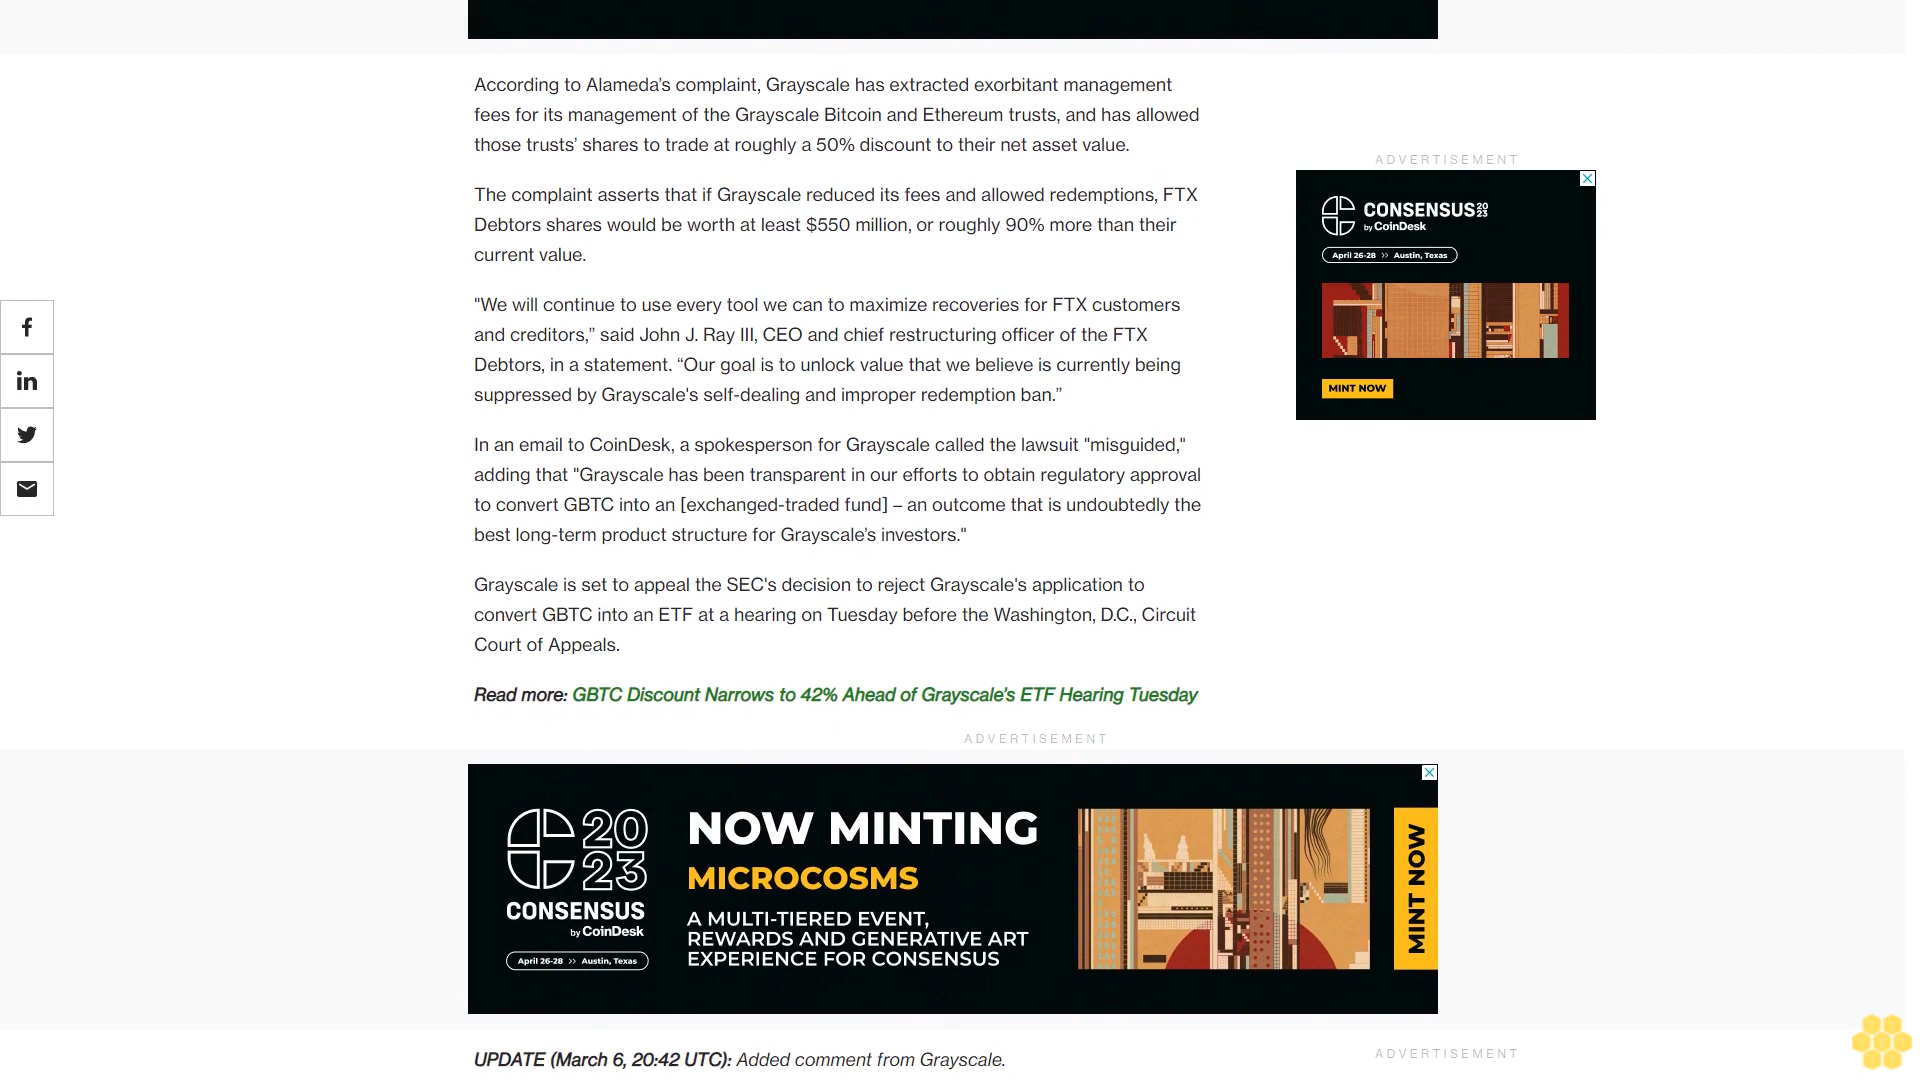 According to Alameda’s complaint, Grayscale has extracted exorbitant management
fees for its management of the Grayscale Bitcoin and Ethereum trusts, and has allowed
those trusts’ shares to trade at roughly a 50% discount to their net asset value.
The complaint asserts that if Grayscale reduced its fees and allowed redemptions, FTX
Debtors shares would be worth at least $550 million, or roughly 90% more than their
current value.
"We will continue to use every tool we can to maximize recoveries for FTX customers
and creditors,” said John J. Ray III, CEO and chief restructuring officer of the FTX
Debtors, in a statement. “Our goal is to unlock value that we believe is currently being
suppressed by Grayscale's self-dealing and improper redemption ban.”
In an email to CoinDesk, a spokesperson for Grayscale called the lawsuit "misguided,"
adding that "Grayscale has been transparent in our efforts to obtain regulatory approval
to convert GBTC into an [exchanged-traded fund] – an outcome that is undoubtedly the
best long-term product structure for Grayscale’s investors."
Grayscale is set to appeal the SEC's decision to reject Grayscale's application to
convert GBTC into an ETF at a hearing on Tuesday before the Washington, D.C., Circuit
Court of Appeals.
Read more: GBTC Discount Narrows to 42% Ahead of Grayscale’s ETF Hearing Tuesday
ADVERTISEMENT
CONSENSUS 2023
by CoinDesk
April 26-28 >> Austin, Texas
MINT NOW
ADVERTISEMENT
2023
CONSENSUS
by CoinDesk
April 26-28 >> Austin, Texas
NOW MINTING
MICROCOSMS
A MULTI-TIERED EVENT,
REWARDS AND GENERATIVE ART
EXPERIENCE FOR CONSENSUS
MINT NOW
UPDATE (March 6, 20:42 UTC): Added comment from Grayscale.
ADVERTISEMENT